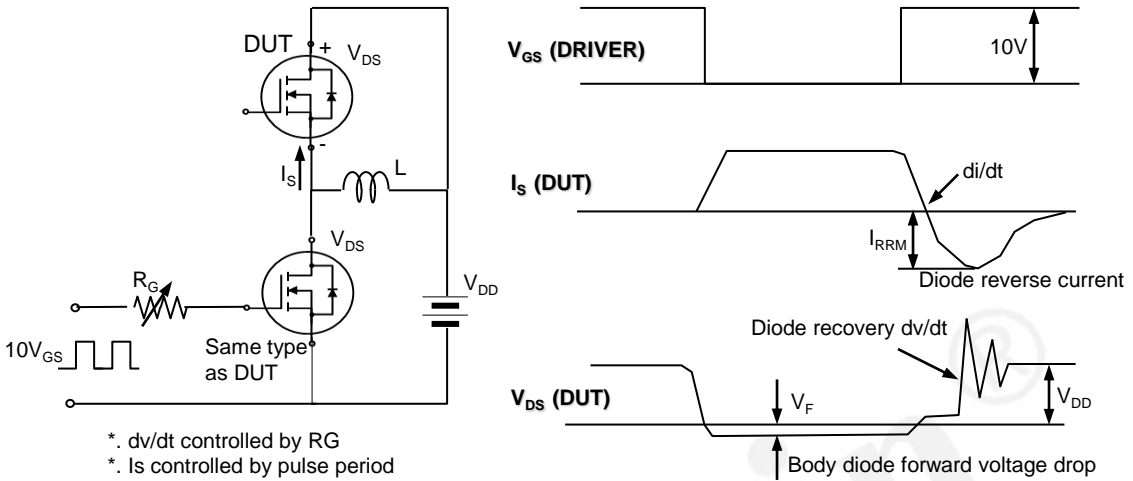 DUT
+
V_DS
-
I_S
L
V_DS
R_G
V_DD
10V_GS
Same type
as DUT
*. dv/dt controlled by RG
*. Is controlled by pulse period
V_GS (DRIVER)
10V
I_S (DUT)
di/dt
I_RRM
Diode reverse current
Diode recovery dv/dt
V_DS (DUT)
V_F
V_DD
Body diode forward voltage drop